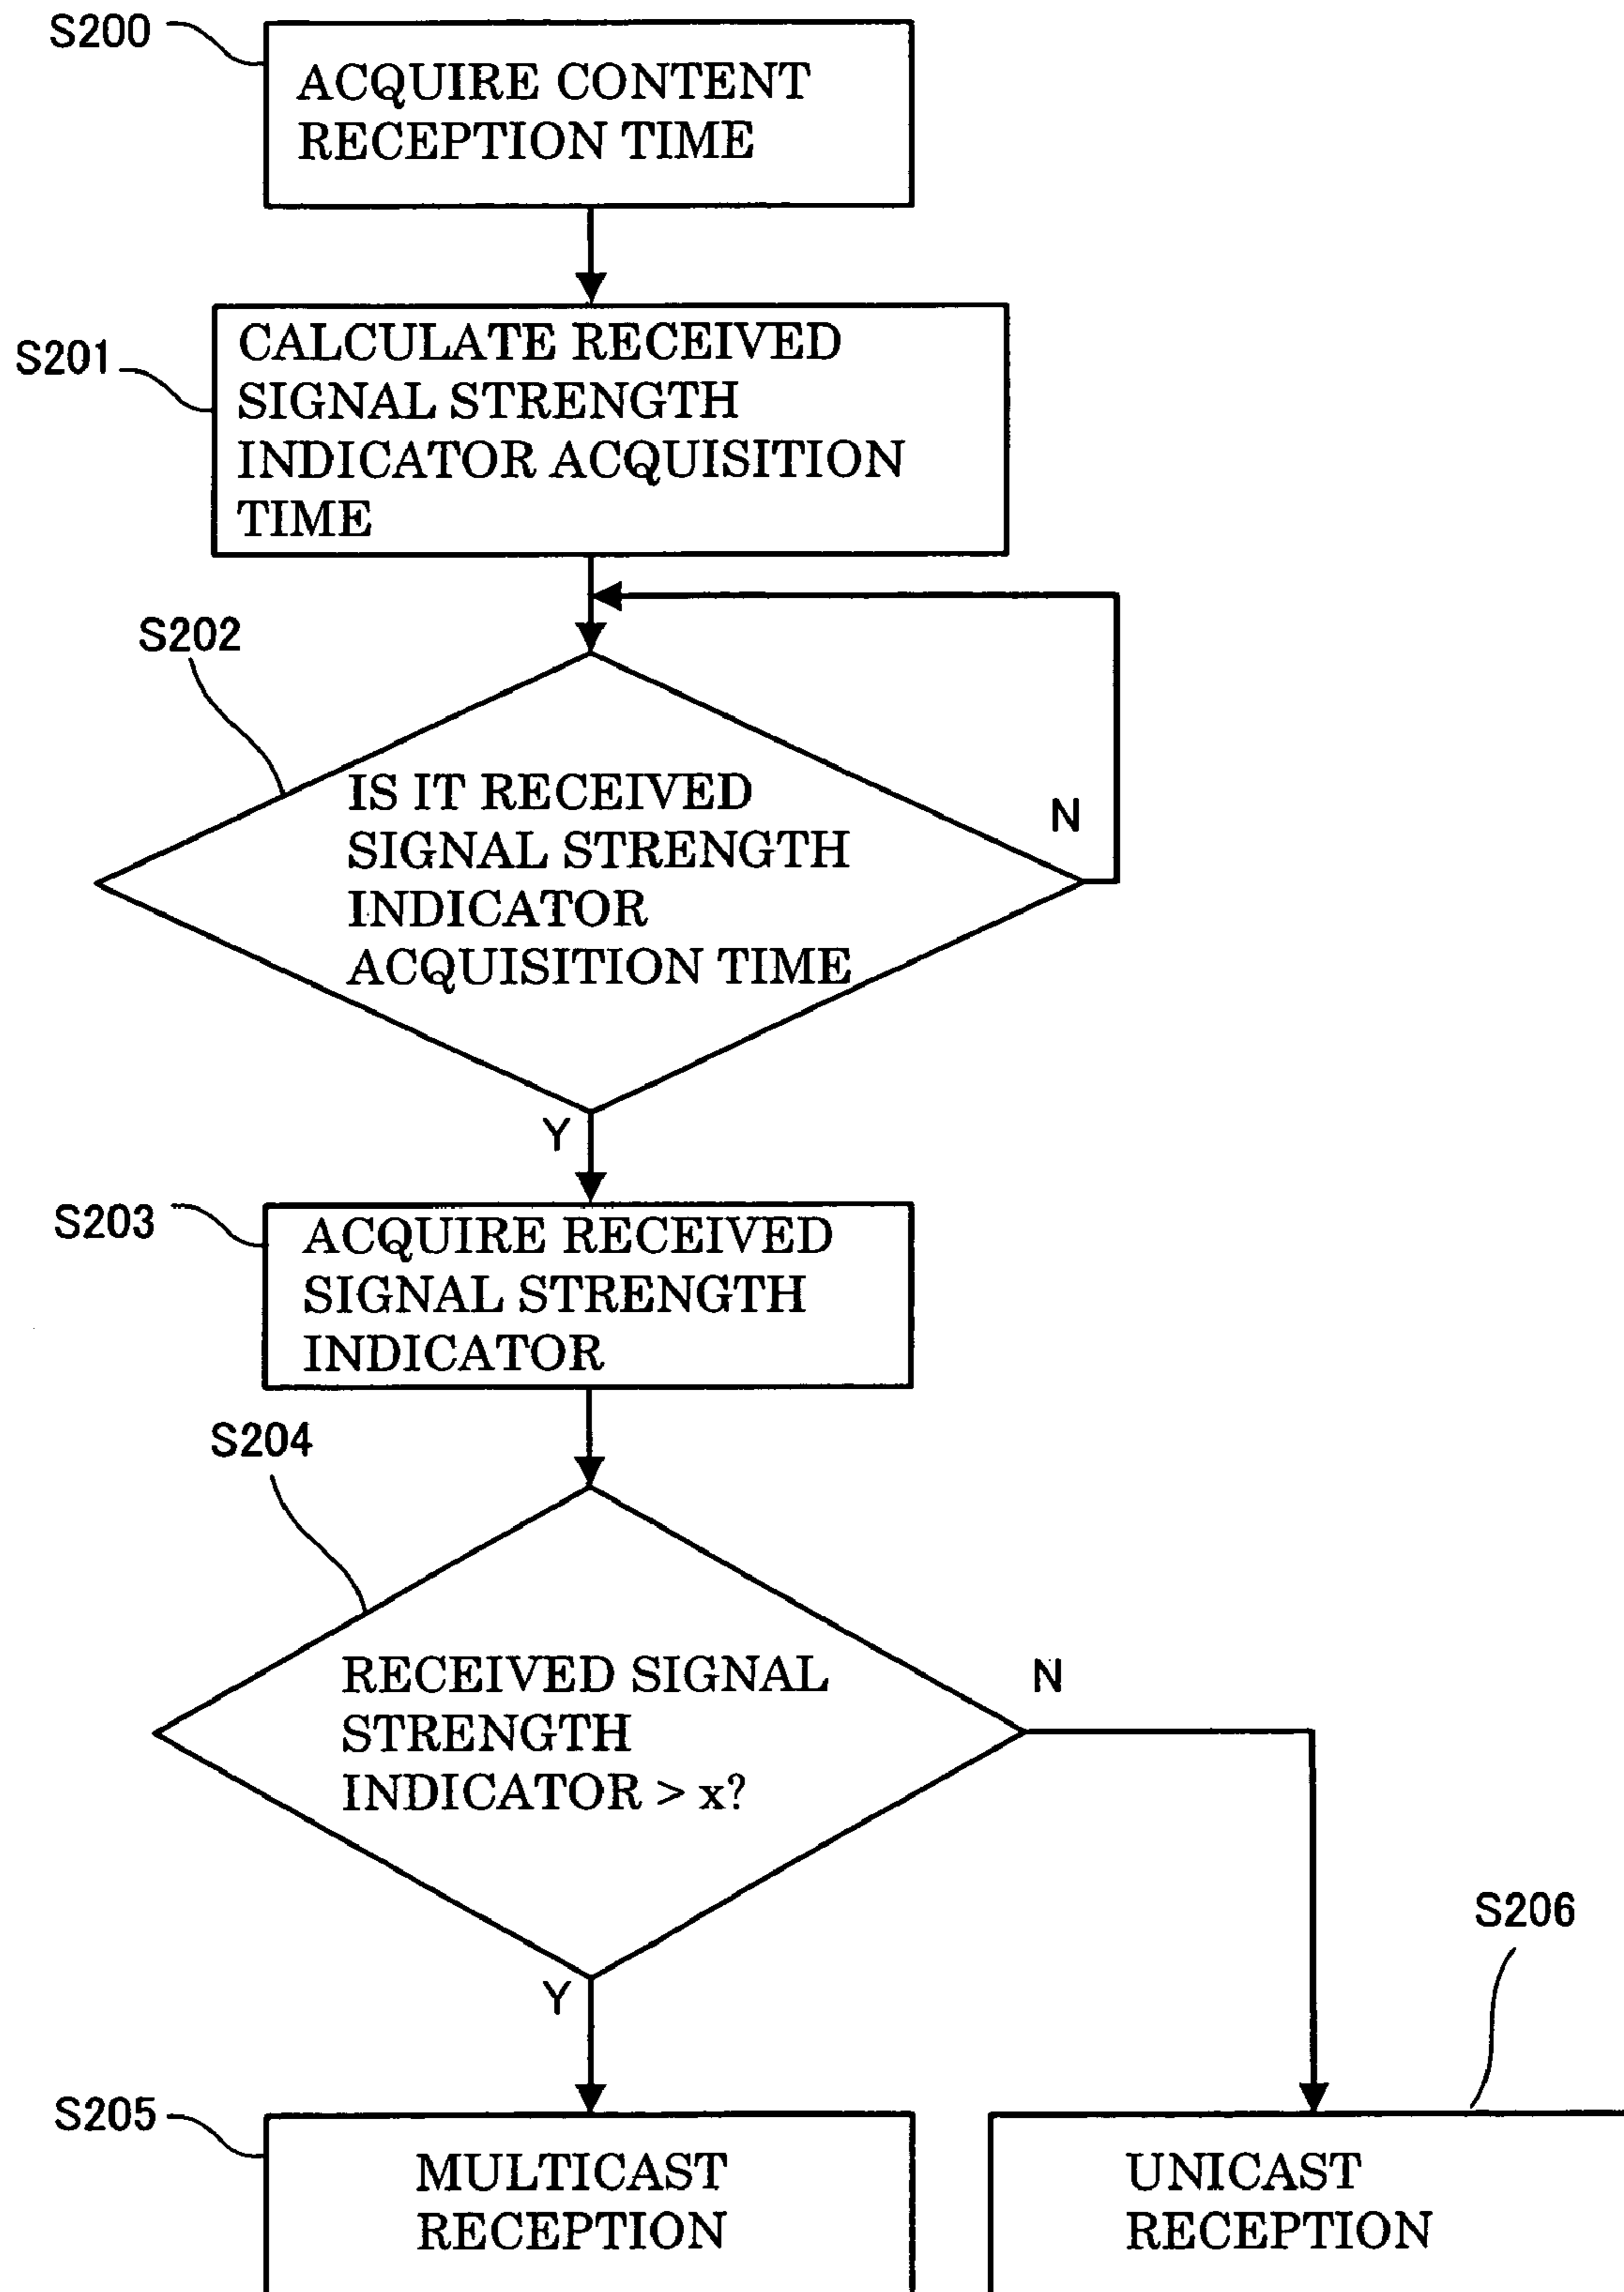 S200
ACQUIRE CONTENT
RECEPTION TIME
S201
CALCULATE RECEIVED
SIGNAL STRENGTH
INDICATOR ACQUISITION
TIME
S202
IS IT RECEIVED
SIGNAL STRENGTH
INDICATOR
ACQUISITION TIME
N
Y
S203
ACQUIRE RECEIVED
SIGNAL STRENGTH
INDICATOR
S204
RECEIVED SIGNAL
STRENGTH
INDICATOR > x?
N
Y
S205
MULTICAST
RECEPTION
S206
UNICAST
RECEPTION